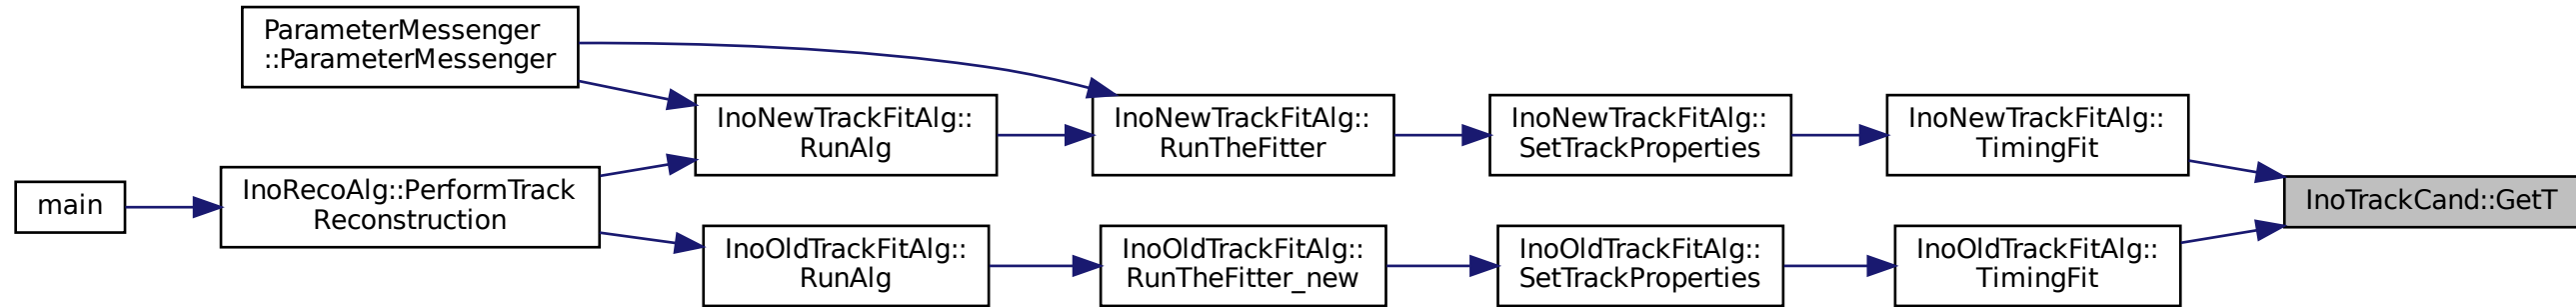 ParameterMessenger
::ParameterMessenger
main
InoRecoAlg::PerformTrack
Reconstruction
InoNewTrackFitAlg::
RunAlg
InoNewTrackFitAlg::
RunTheFitter
InoNewTrackFitAlg::
SetTrackProperties
InoNewTrackFitAlg::
TimingFit
InoOldTrackFitAlg::
RunAlg
InoOldTrackFitAlg::
RunTheFitter_new
InoOldTrackFitAlg::
SetTrackProperties
InoOldTrackFitAlg::
TimingFit
InoTrackCand::GetT